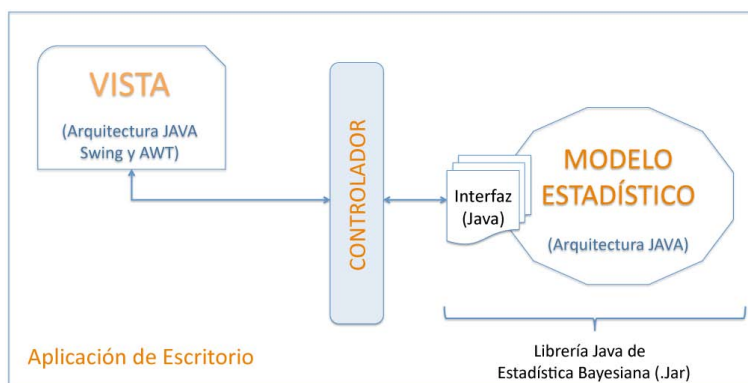 VISTA
(Arquitectura JAVA
Swing y AWT)
CONTROLADOR
Interfaz
(Java)
MODELO
ESTADÍSTICO
(Arquitectura JAVA)
Aplicación de Escritorio
Librería Java de
Estadística Bayesiana (.Jar)